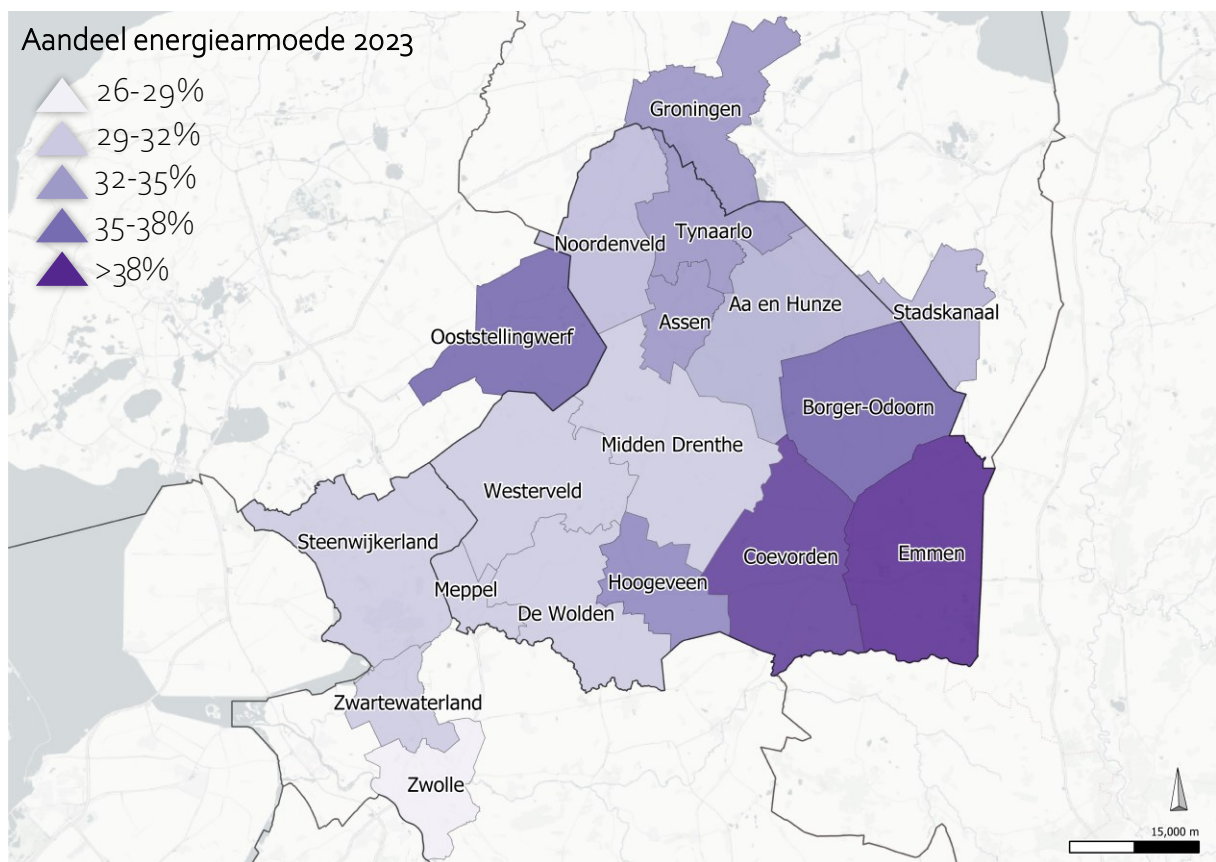 Aandeel energiearmoede 2023
26-29%
29-32%
32-35%
35-38%
>38%
Groningen
Tynaarlo
Noordenveld
Aa en Hunze
Stadskanaal
Assen
Ooststellingwerf
Borger-Odoorn
Midden Drenthe
Westerveld
Steenwijkerland
Emmen
Coevorden
Hoogeveen
Meppel
De Wolden
Zwartewaterland
Zwolle
15,000 m